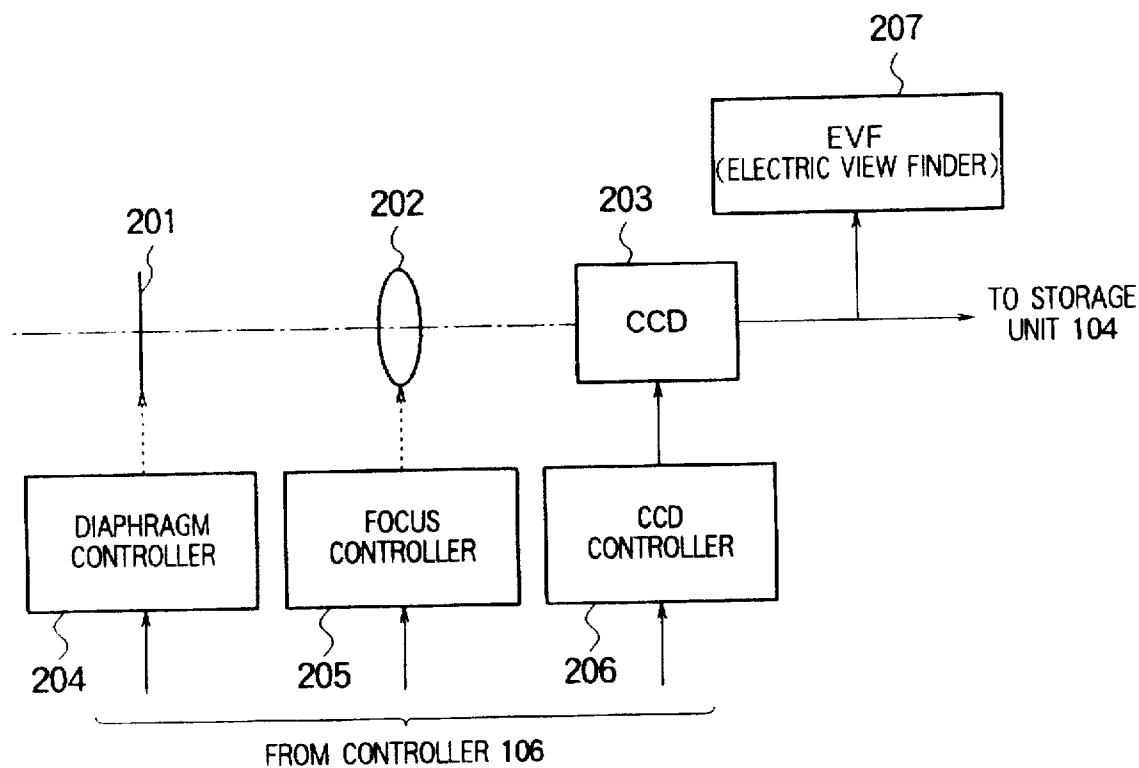 207
EVF
(ELECTRIC VIEW FINDER)
201
202
203
CCD
TO STORAGE
UNIT 104
DIAPHRAGM
CONTROLLER
FOCUS
CONTROLLER
CCD
CONTROLLER
204
205
206
FROM CONTROLLER 106